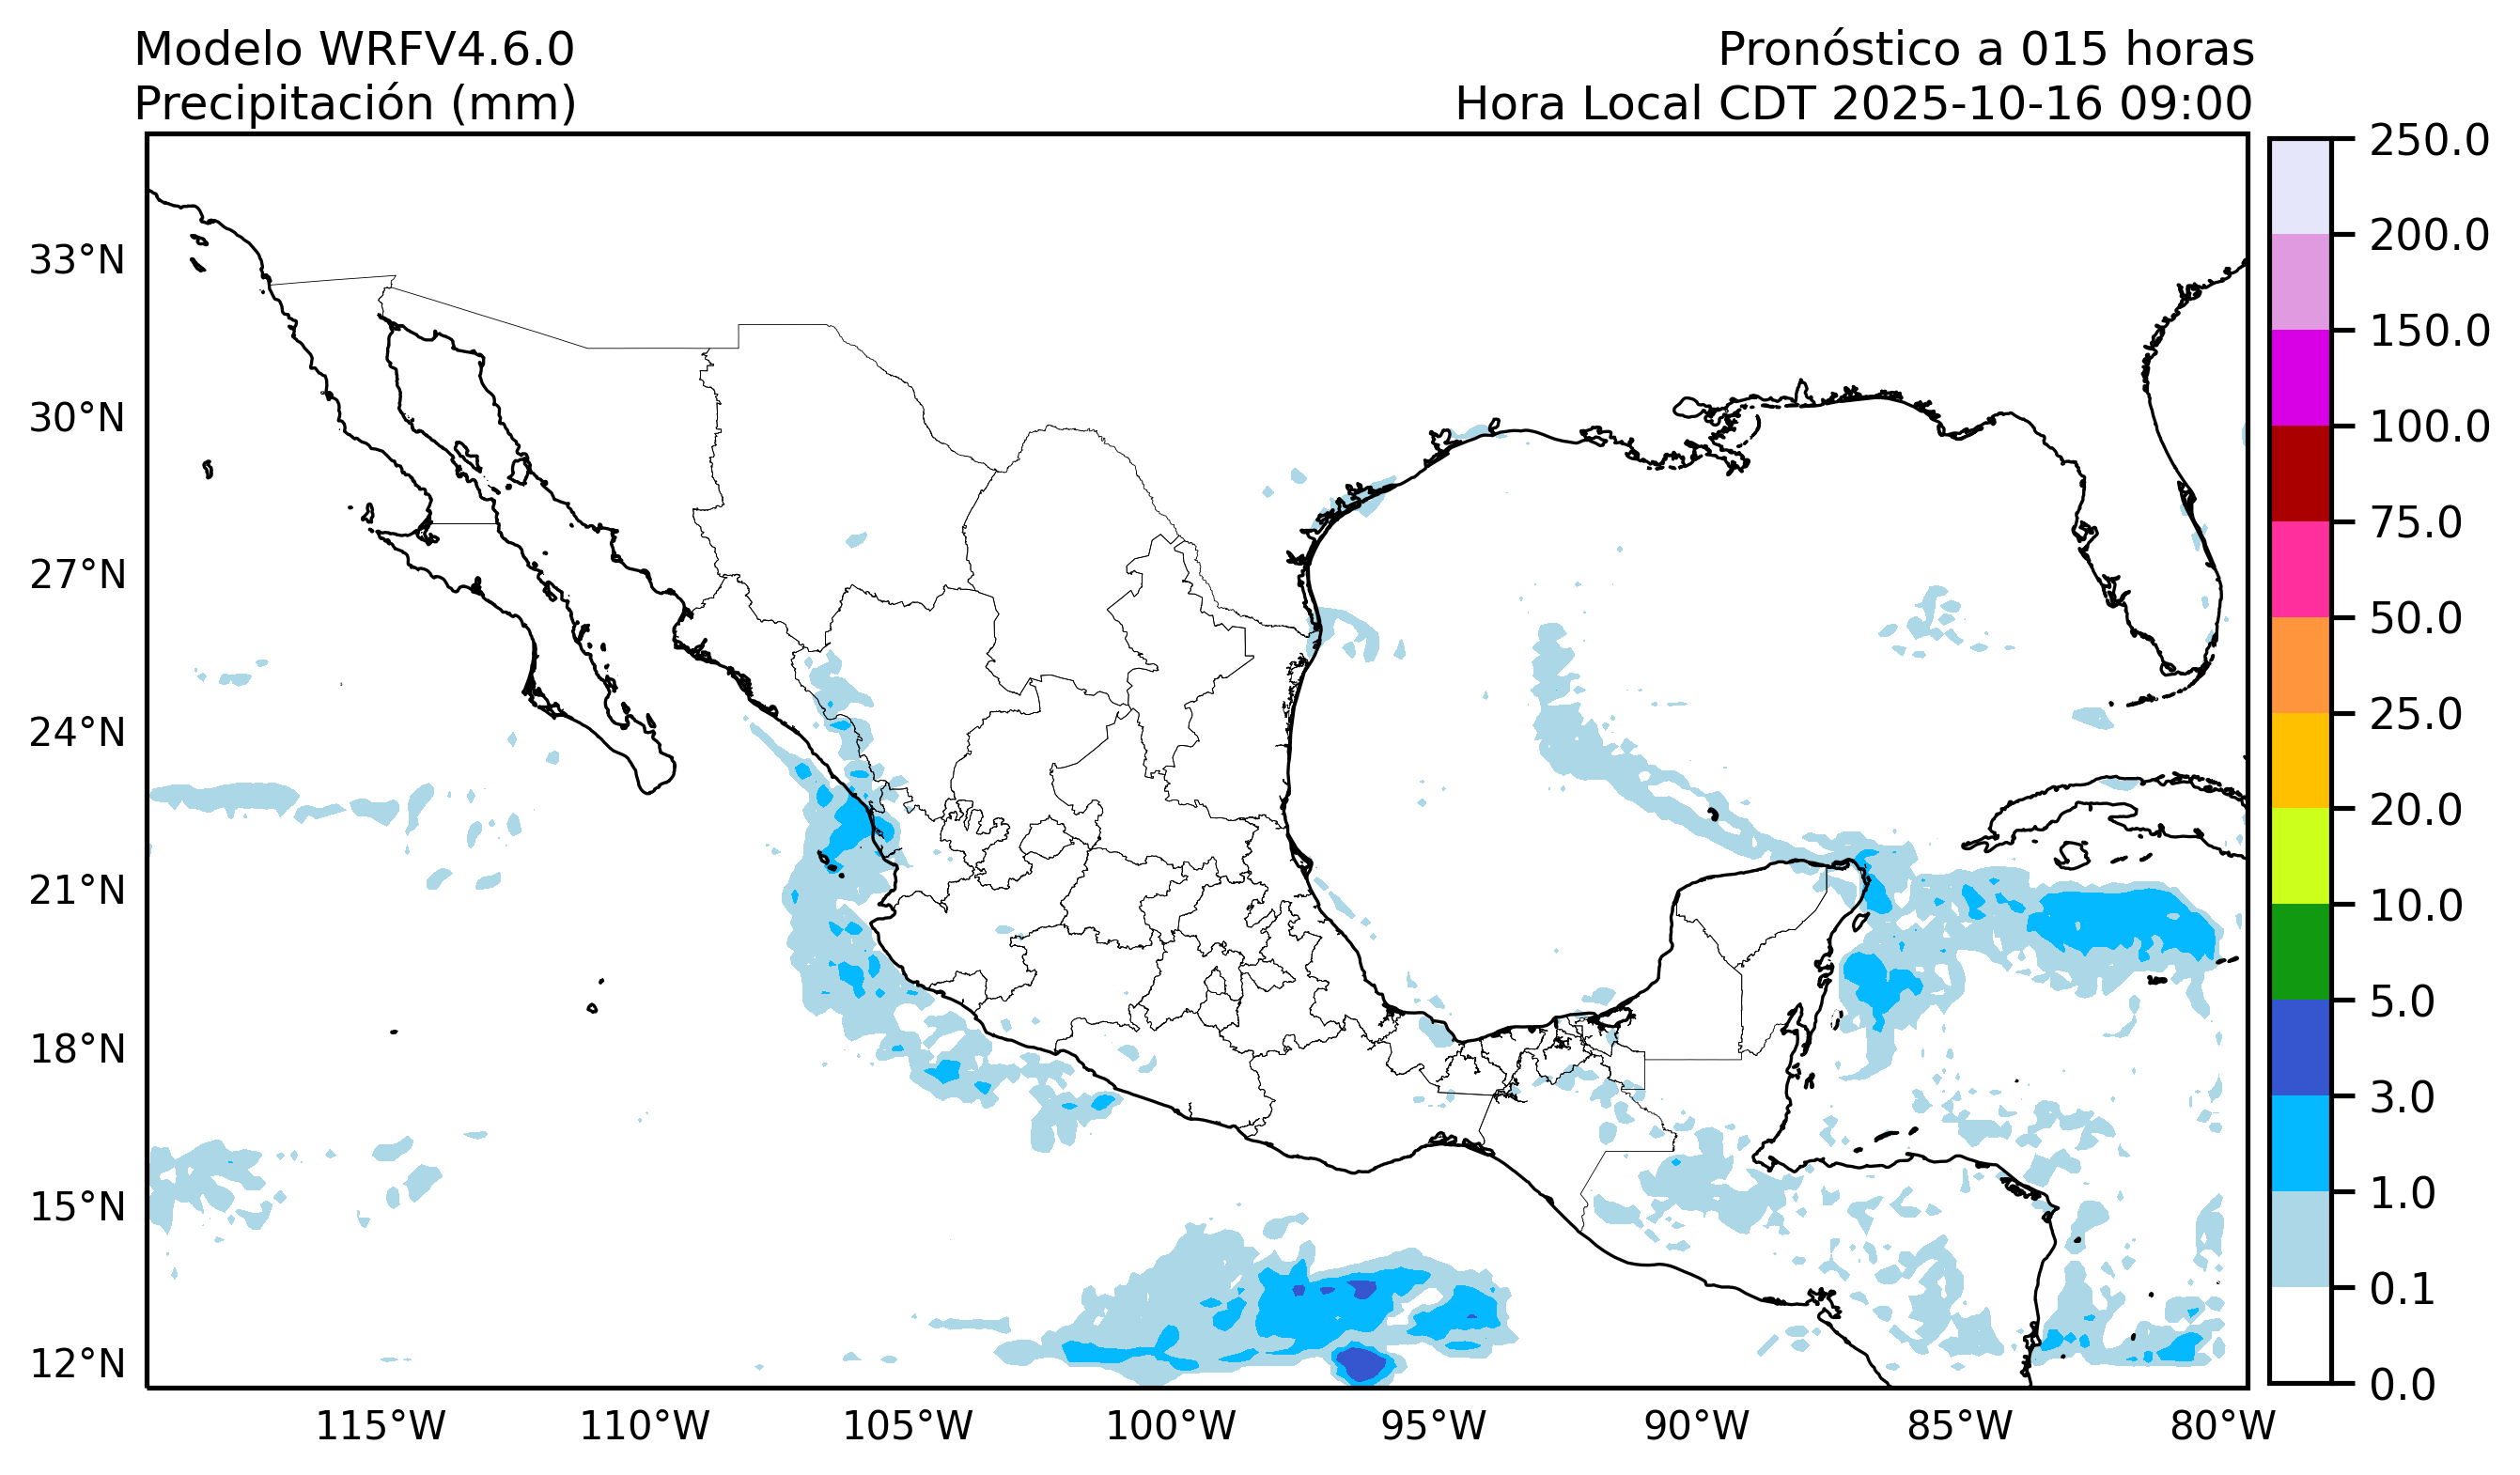 Modelo WRFV4.6.0
Precipitación (mm)
Pronóstico a 015 horas
Hora Local CDT 2025-10-16 09:00
33°N
30°N
27°N
24°N
21°N
18°N
15°N
12°N
115°W
110°W
105°W
100°W
95°W
90°W
85°W
80°W
250.0
200.0
150.0
100.0
75.0
50.0
25.0
20.0
10.0
5.0
3.0
1.0
0.1
0.0